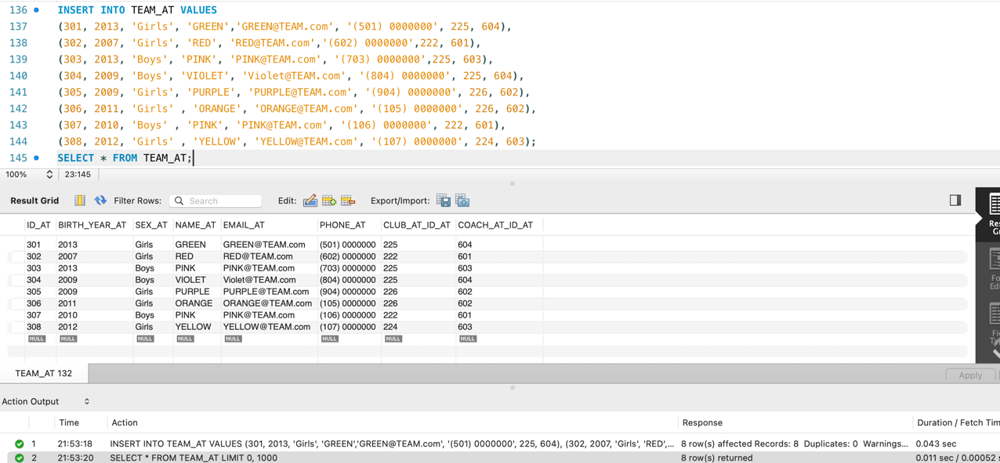 136 INSERT INTO TEAM_AT VALUES
137 (301, 2013, 'Girls', 'GREEN','GREEN@TEAM.com', '(501) 0000000', 225, 604),
138 (302, 2007, 'Girls', 'RED', 'RED@TEAM.com','(602) 0000000',222, 601),
139 (303, 2013, 'Boys', 'PINK', 'PINK@TEAM.com', '(703) 0000000',225, 603),
140 (304, 2009, 'Boys', 'VIOLET', 'Violet@TEAM.com', '(804) 0000000', 225, 604),
141 (305, 2009, 'Girls', 'PURPLE', 'PURPLE@TEAM.com', '(904) 0000000', 226, 602),
142 (306, 2011, 'Girls' , 'ORANGE', 'ORANGE@TEAM.com', '(105) 0000000', 226, 602),
143 (307, 2010, 'Boys' , 'PINK', 'PINK@TEAM.com', '(106) 0000000', 222, 601),
144 (308, 2012, 'Girls' , 'YELLOW', 'YELLOW@TEAM.com', '(107) 0000000', 224, 603);
145 SELECT * FROM TEAM_AT;
100% 23:145
Result Grid Filter Rows: Search Edit: Export/Import:
ID_AT BIRTH_YEAR_AT SEX_AT NAME_AT EMAIL_AT PHONE_AT CLUB_AT_ID_AT COACH_AT_ID_AT
301 2013 Girls GREEN GREEN@TEAM.com (501) 0000000 225 604
302 2007 Girls RED RED@TEAM.com (602) 0000000 222 601
303 2013 Boys PINK PINK@TEAM.com (703) 0000000 225 603
304 2009 Boys VIOLET Violet@TEAM.com (804) 0000000 225 604
305 2009 Girls PURPLE PURPLE@TEAM.com (904) 0000000 226 602
306 2011 Girls ORANGE ORANGE@TEAM.com (105) 0000000 226 602
307 2010 Boys PINK PINK@TEAM.com (106) 0000000 222 601
308 2012 Girls YELLOW YELLOW@TEAM.com (107) 0000000 224 603
NULL NULL NULL NULL NULL NULL NULL NULL
TEAM_AT 132
Apply
Action Output
Time Action Response Duration / Fetch Tim
1 21:53:18 INSERT INTO TEAM_AT VALUES (301, 2013, 'Girls', 'GREEN','GREEN@TEAM.com', '(501) 0000000', 225, 604), (302, 2007, 'Girls', 'RED',... 8 row(s) affected Records: 8 Duplicates: 0 Warnings... 0.043 sec
2 21:53:20 SELECT * FROM TEAM_AT LIMIT 0, 1000 8 row(s) returned 0.011 sec / 0.00052 s